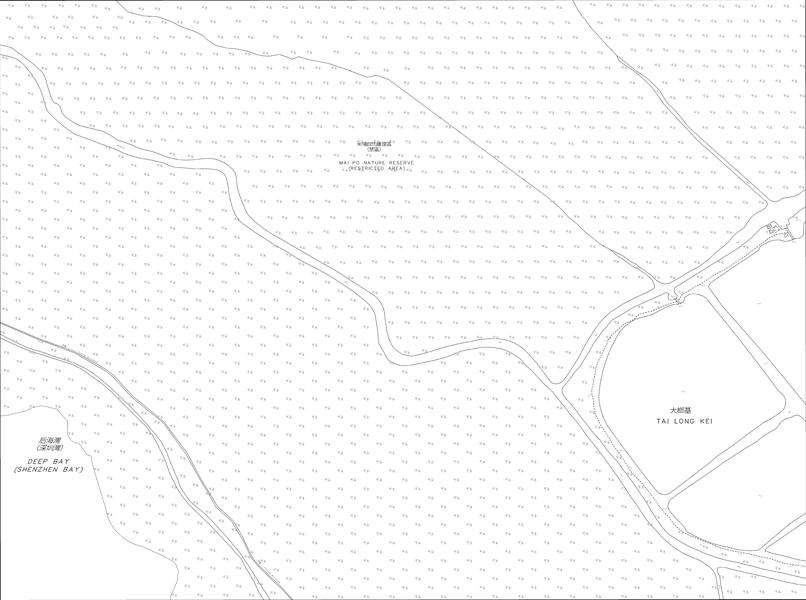 米埔自然護理區
(禁區)
MAI PO NATURE RESERVE
(RESTRICTED AREA)
大榔基
TAI LONG KEI
后海灣
(深圳灣)
DEEP BAY
(SHENZHEN BAY)